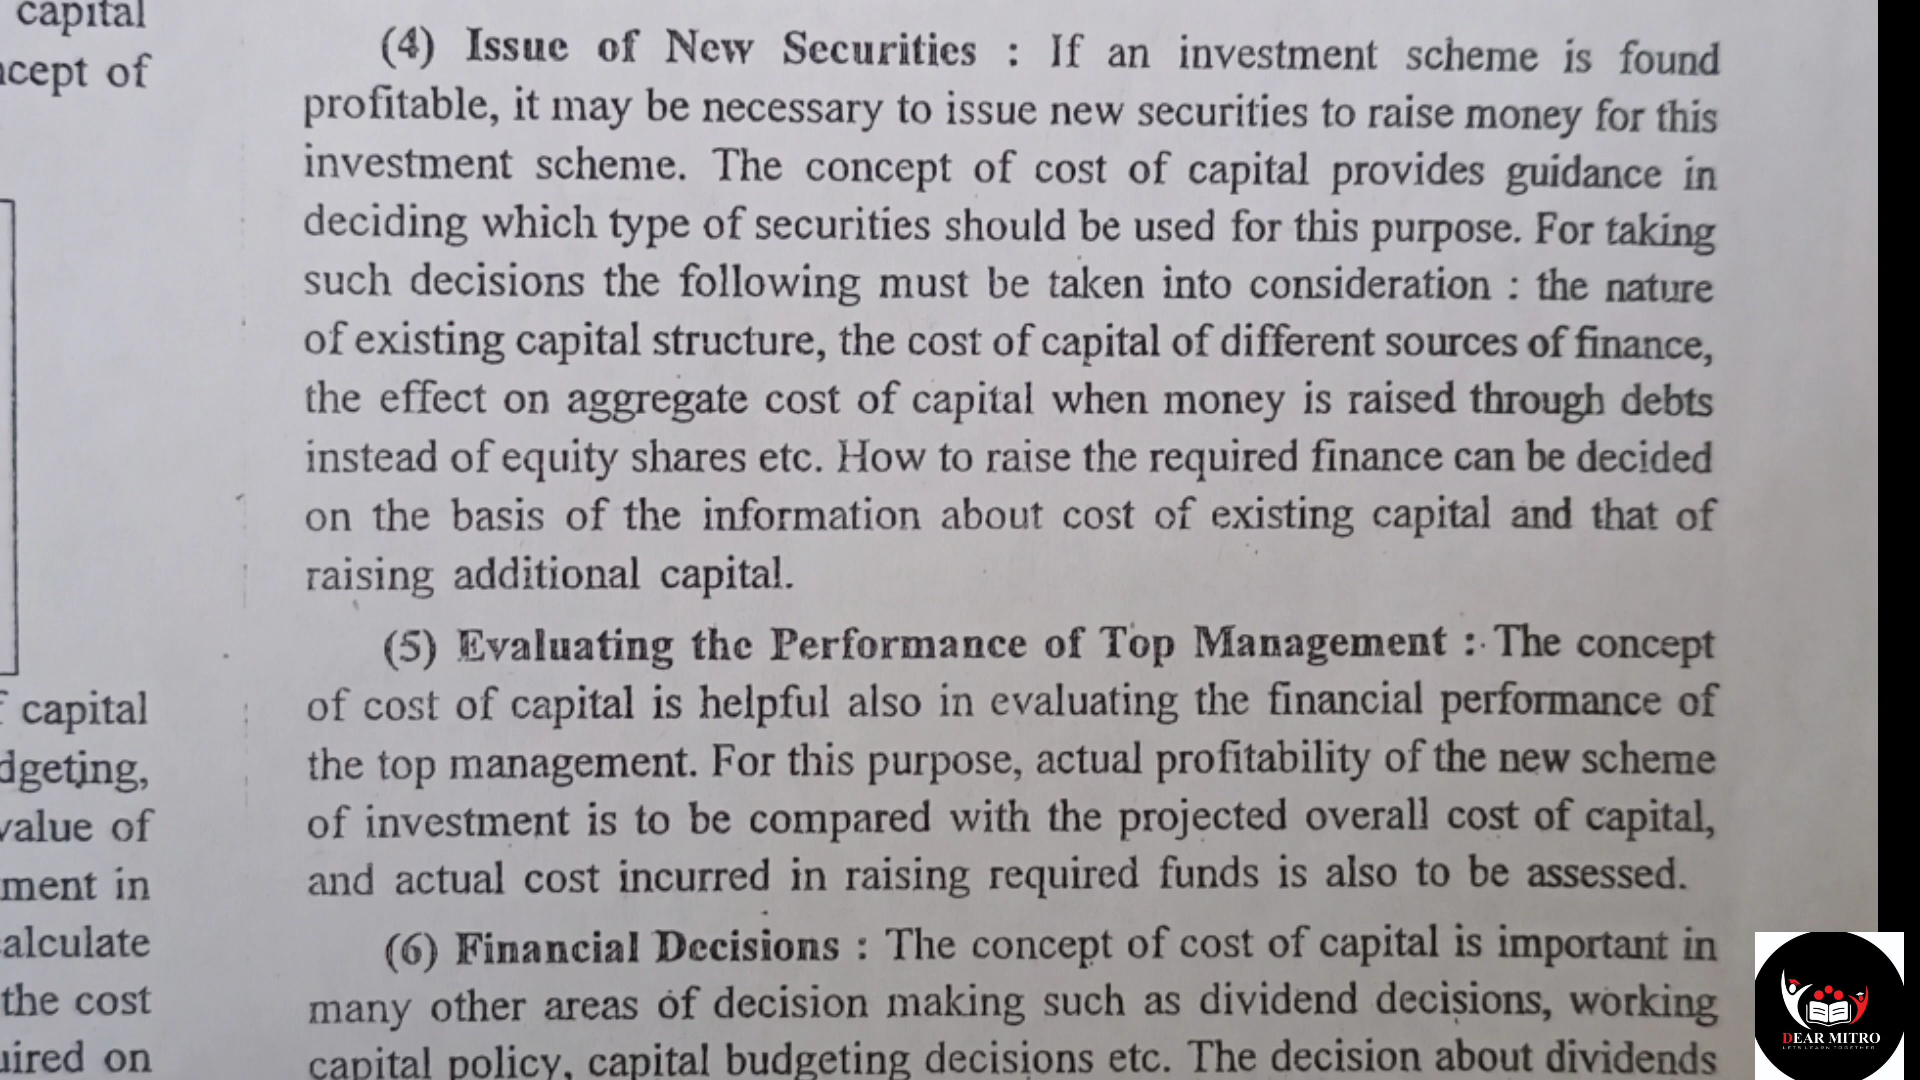 capital
ncept of
f capital
dgeting,
value of
ment in
calculate
the cost
uired on
(4) Issue of New Securities : If an investment scheme is found
profitable, it may be necessary to issue new securities to raise money for this
investment scheme. The concept of cost of capital provides guidance in
deciding which type of securities should be used for this purpose. For taking
such decisions the following must be taken into consideration : the nature
of existing capital structure, the cost of capital of different sources of finance,
the effect on aggregate cost of capital when money is raised through debts
instead of equity shares etc. How to raise the required finance can be decided
on the basis of the information about cost of existing capital and that of
raising additional capital.
(5) Evaluating the Performance of Top Management : The concept
of cost of capital is helpful also in evaluating the financial performance of
the top management. For this purpose, actual profitability of the new scheme
of investment is to be compared with the projected overall cost of capital,
and actual cost incurred in raising required funds is also to be assessed.
(6) Financial Decisions : The concept of cost of capital is important in
many other areas of decision making such as dividend decisions, working
capital policy, capital budgeting decisions etc. The decision about dividends
DEAR MITRO
LETS LEARN TOGETHER